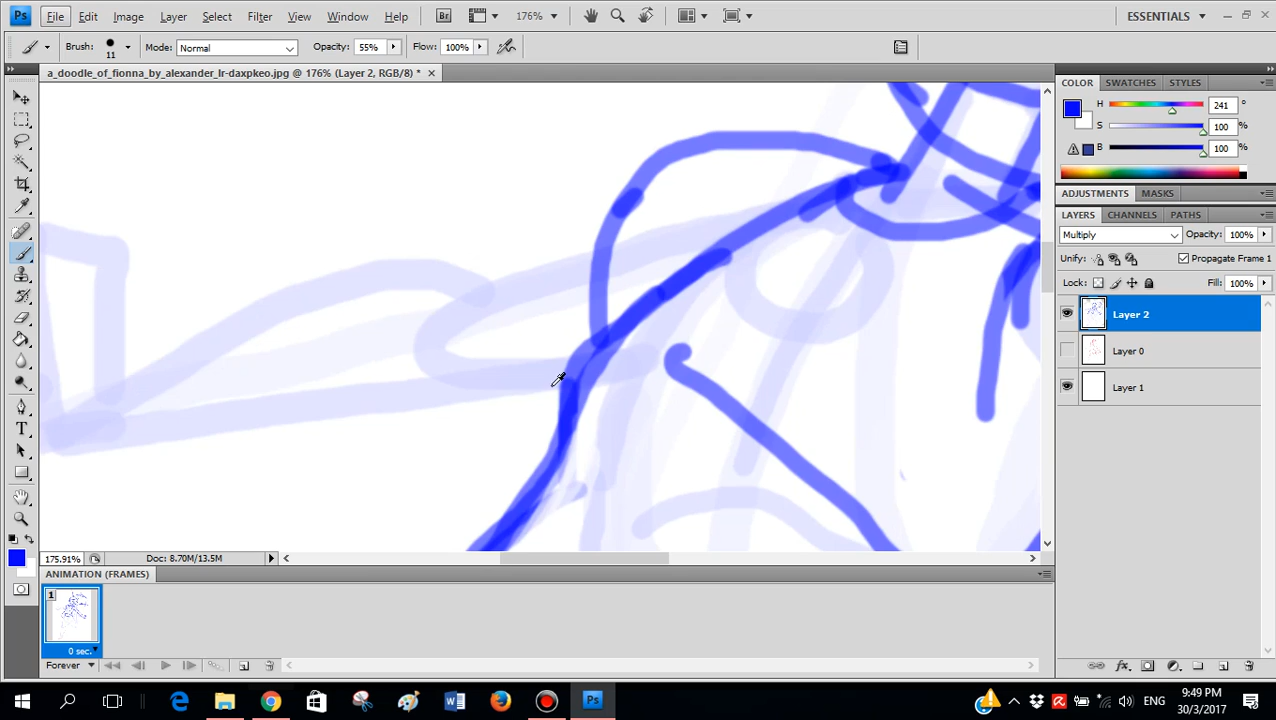 Ps File Edit Image Layer Select Filter View Window Help Br 176% ESSENTIALS
Brush: 11 Mode: Normal Opacity: 55% Flow: 100%
a_doodle_of_fionna_by_alexander_lr-daxpkeo.jpg @ 176% (Layer 2, RGB/8) *
COLOR SWATCHES STYLES
H 241 °
S 100 %
B 100 %
ADJUSTMENTS MASKS
LAYERS CHANNELS PATHS
Multiply Opacity: 100%
Unify: Propagate Frame 1
Lock: Fill: 100%
Layer 2
Layer 0
Layer 1
175.91% Doc: 8.70M/13.5M
ANIMATION (FRAMES)
1
0 sec.
Forever
ENG
9:49 PM
30/3/2017